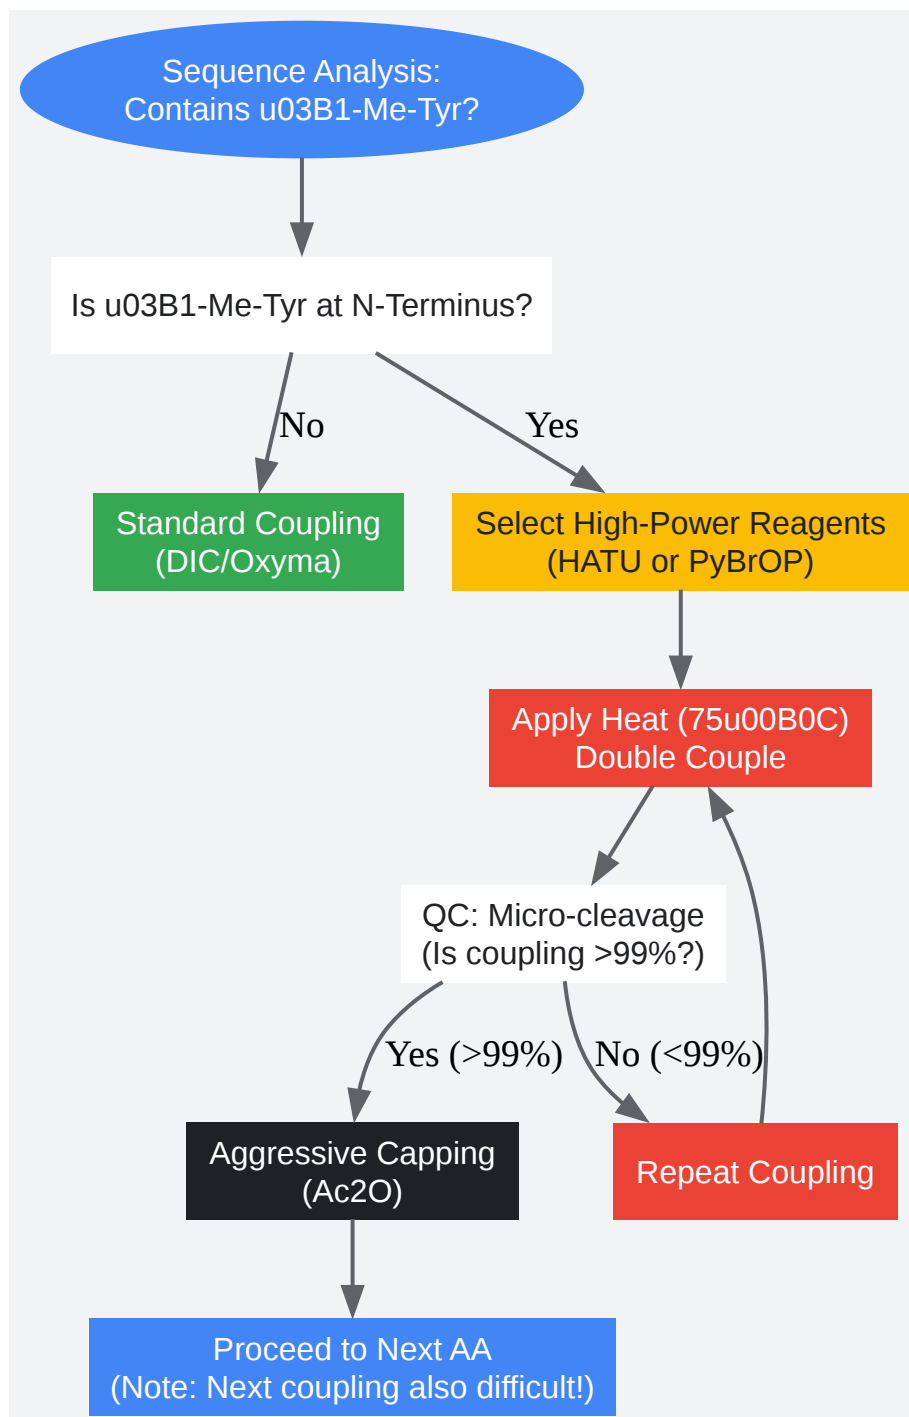 Sequence Analysis:
Contains u03B1-Me-Tyr?
Is u03B1-Me-Tyr at N-Terminus?
No
Yes
Standard Coupling
(DIC/Oxyma)
Select High-Power Reagents
(HATU or PyBrOP)
Apply Heat (75u00B0C)
Double Couple
QC: Micro-cleavage
(Is coupling >99%?)
Yes (>99%)
No (<99%)
Aggressive Capping
(Ac2O)
Repeat Coupling
Proceed to Next AA
(Note: Next coupling also difficult!)